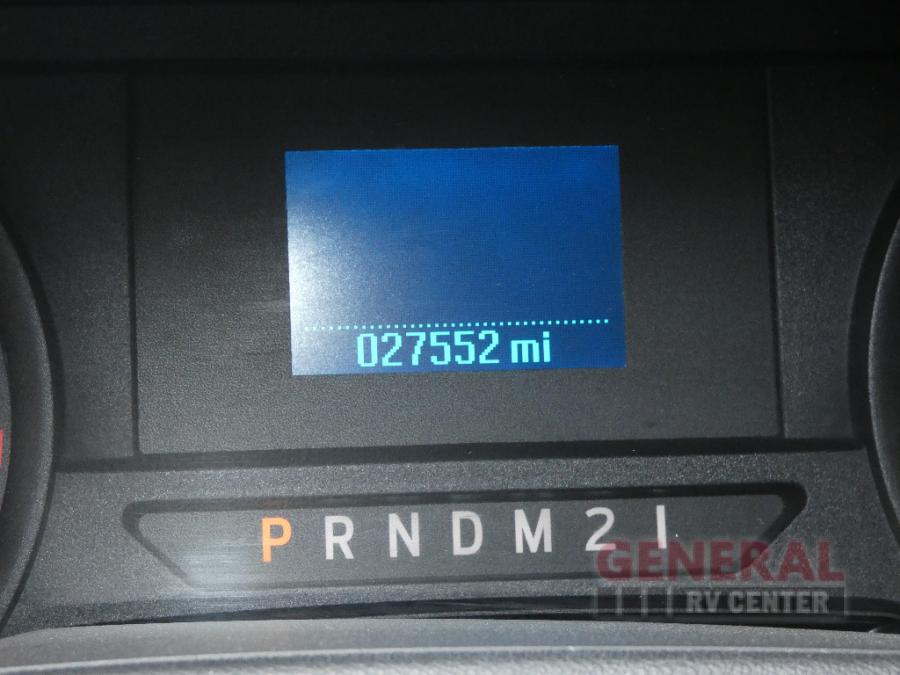 027552 mi
P R N D M 2 1
GENERAL
RV CENTER